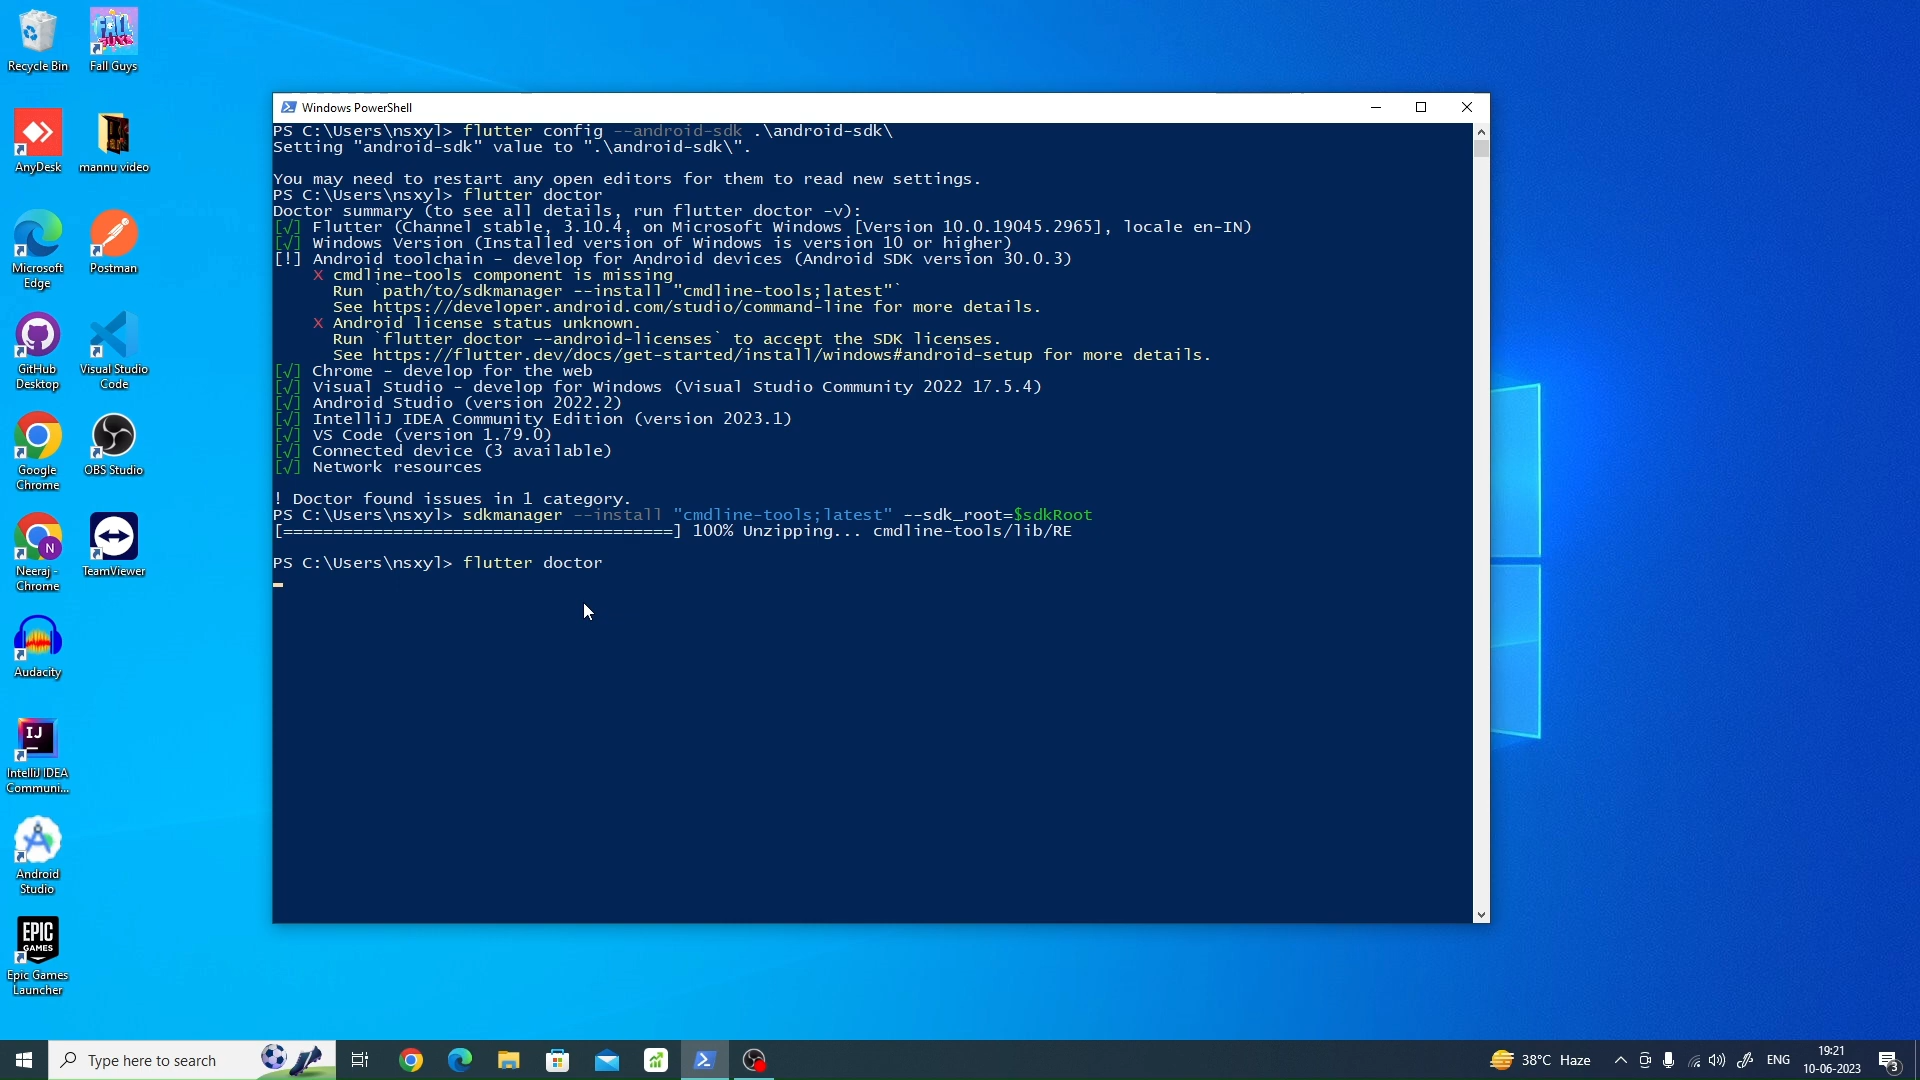 Recycle Bin
Fall Guys
AnyDesk
mannu video
Microsoft
Edge
Postman
GitHub
Desktop
Visual Studio
Code
Google
Chrome
OBS Studio
Neeraj -
Chrome
TeamViewer
Audacity
IntelliJ IDEA
Communi...
Android
Studio
EPIC
GAMES
Epic Games
Launcher
Windows PowerShell
PS C:\Users\nsxyl> flutter config --android-sdk .\android-sdk\
Setting "android-sdk" value to ".\android-sdk\".
You may need to restart any open editors for them to read new settings.
PS C:\Users\nsxyl> flutter doctor
Doctor summary (to see all details, run flutter doctor -v):
[√] Flutter (Channel stable, 3.10.4, on Microsoft Windows [Version 10.0.19045.2965], locale en-IN)
[√] Windows Version (Installed version of Windows is version 10 or higher)
[!] Android toolchain - develop for Android devices (Android SDK version 30.0.3)
X cmdline-tools component is missing
Run `path/to/sdkmanager --install "cmdline-tools;latest"`
See https://developer.android.com/studio/command-line for more details.
X Android license status unknown.
Run `flutter doctor --android-licenses` to accept the SDK licenses.
See https://flutter.dev/docs/get-started/install/windows#android-setup for more details.
[√] Chrome - develop for the web
[√] Visual Studio - develop for Windows (Visual Studio Community 2022 17.5.4)
[√] Android Studio (version 2022.2)
[√] IntelliJ IDEA Community Edition (version 2023.1)
[√] VS Code (version 1.79.0)
[√] Connected device (3 available)
[√] Network resources
! Doctor found issues in 1 category.
PS C:\Users\nsxyl> sdkmanager --install "cmdline-tools;latest" --sdk_root=$sdkRoot
[=======================================] 100% Unzipping... cmdline-tools/lib/RE
PS C:\Users\nsxyl> flutter doctor
Type here to search
38°C Haze
ENG
19:21
10-06-2023
3